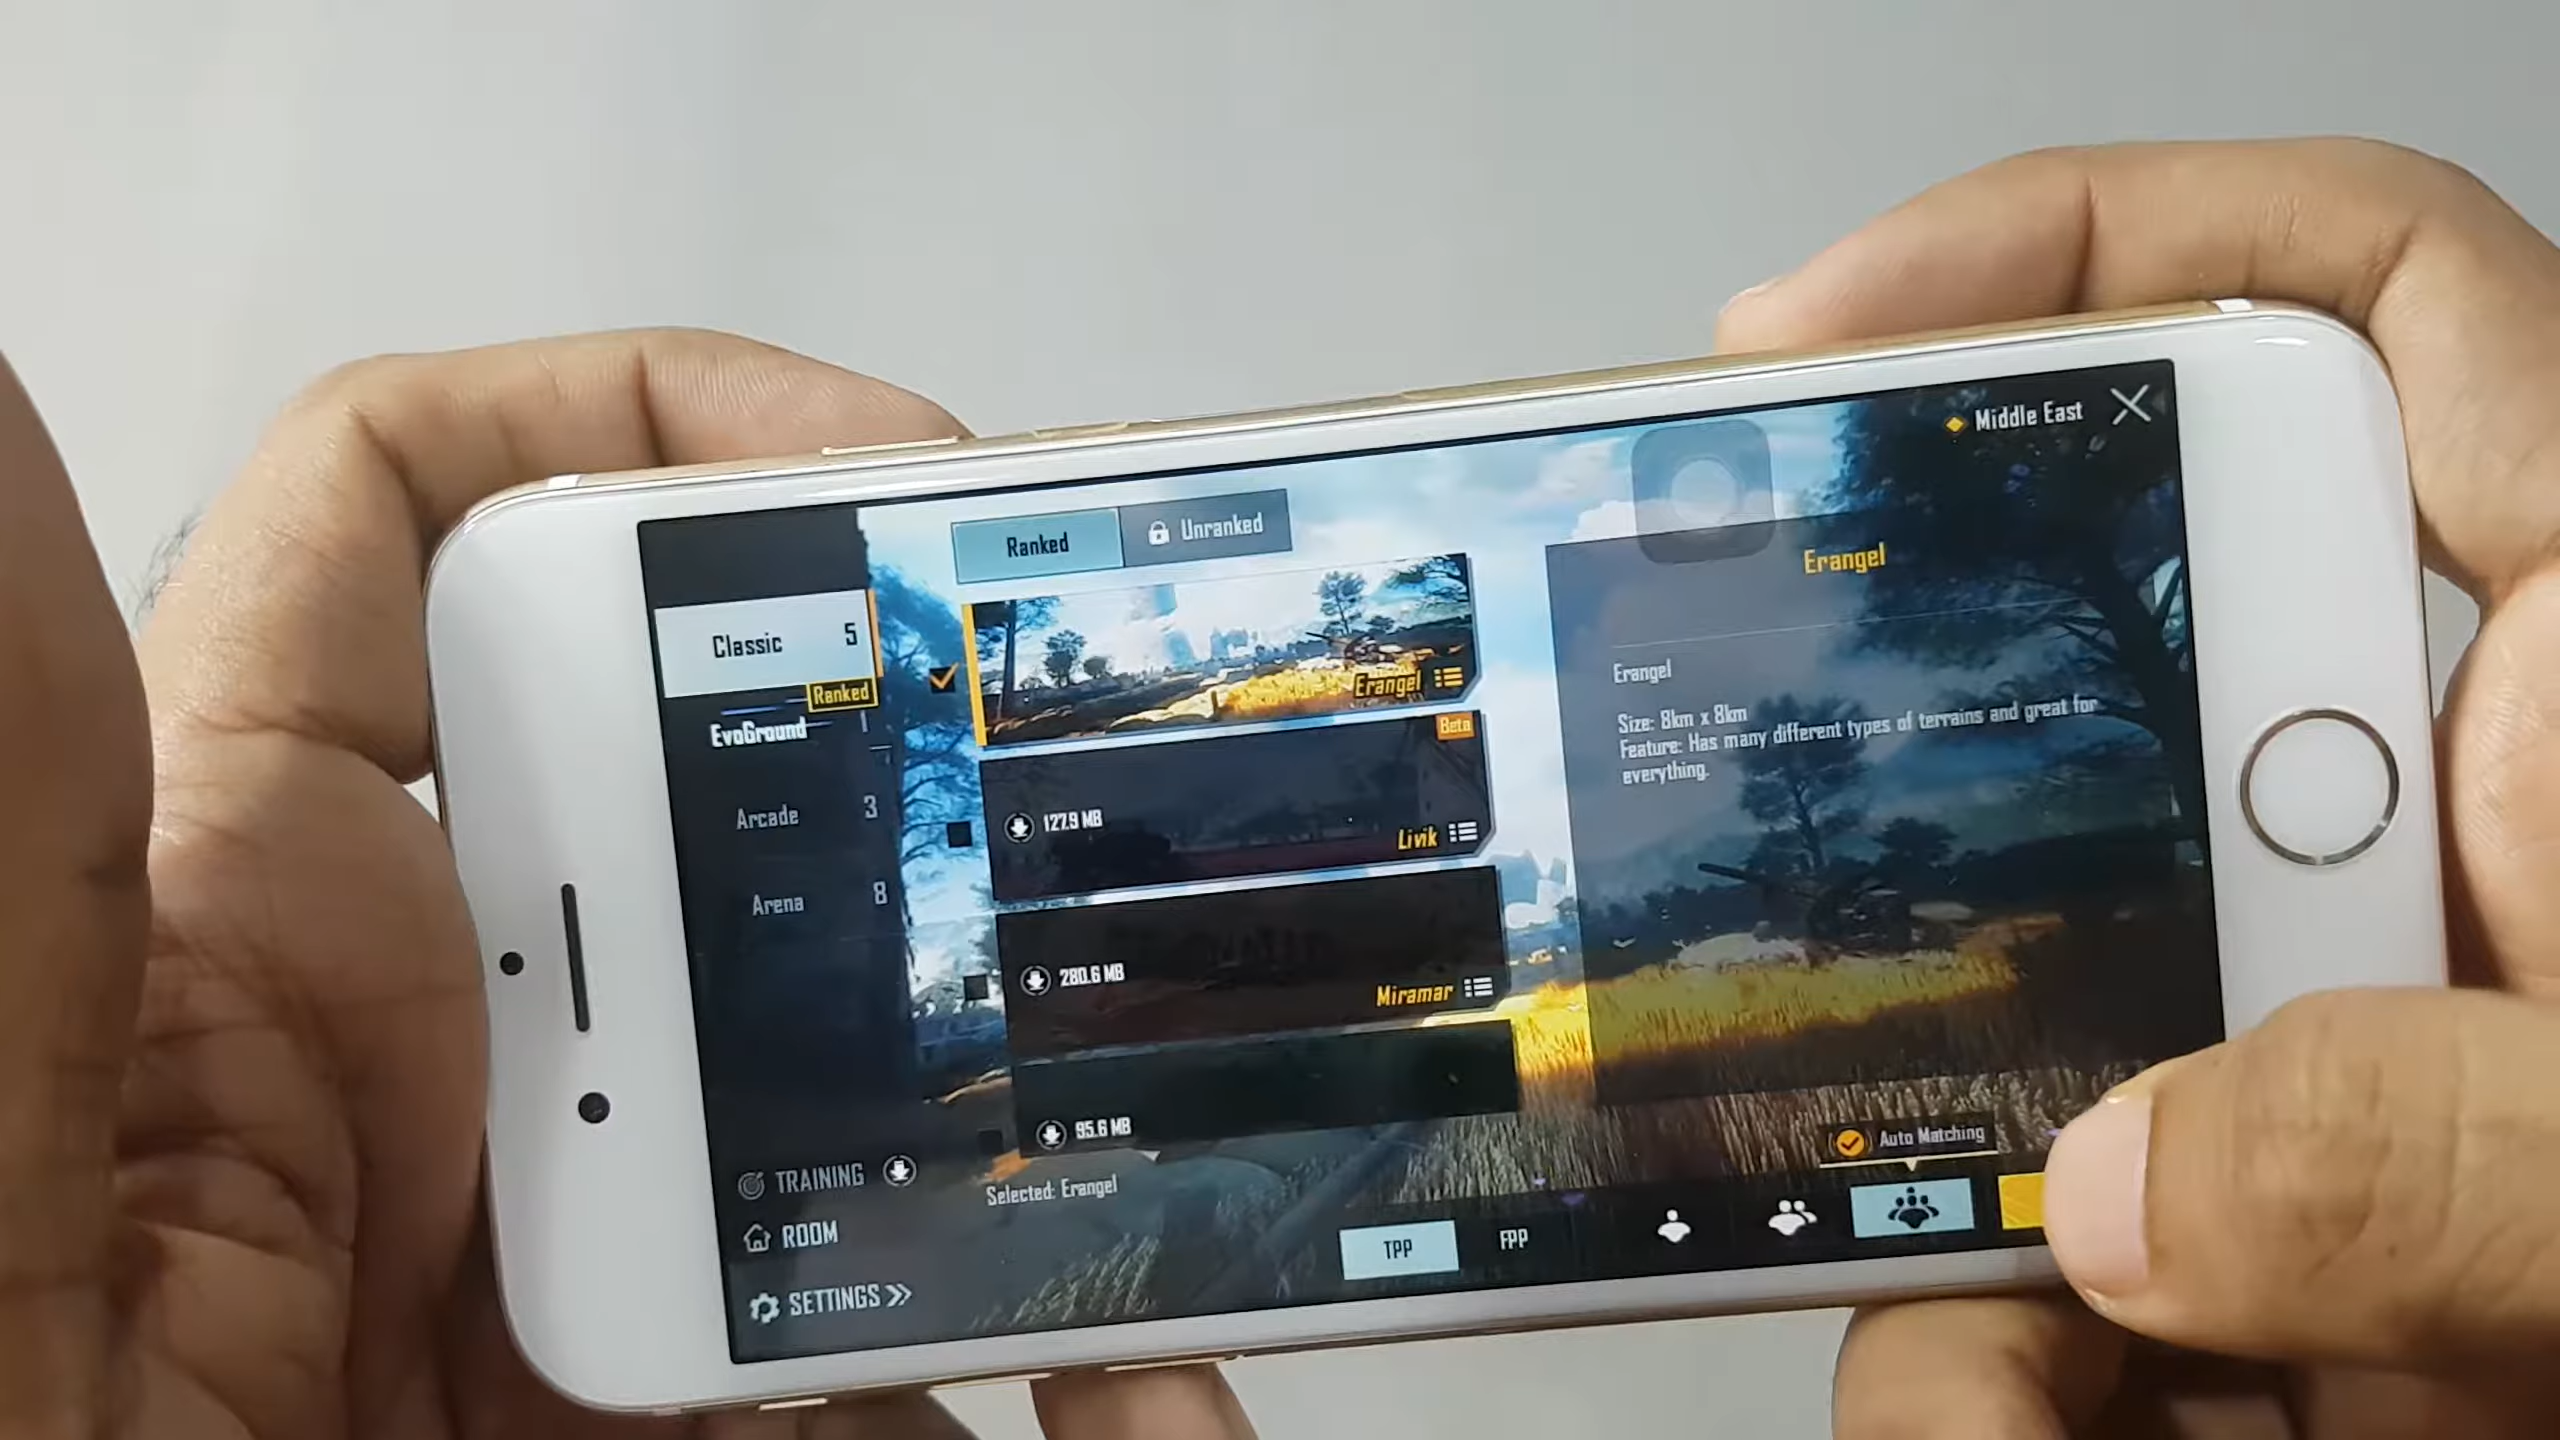 Middle East
Ranked
Unranked
Classic 5
Ranked
EvoGround 1
Arcade 3
Arena 8
TRAINING
ROOM
SETTINGS
Erangel
Beta
127.9 MB
Livik
280.6 MB
Miramar
95.6 MB
Selected: Erangel
Erangel
Erangel
Size: 8km x 8km
Feature: Has many different types of terrains and great for
everything.
Auto Matching
TPP
FPP